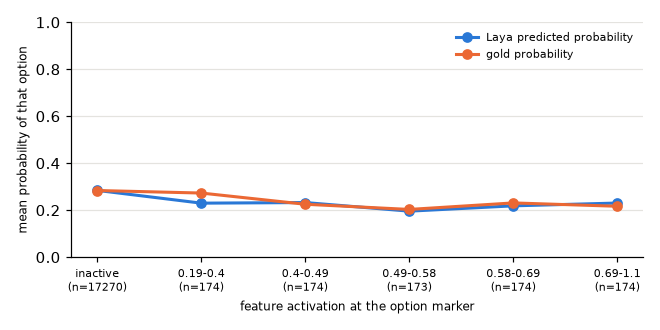 1.0
0.8
0.6
0.4
0.2
0.0
mean probability of that option
Laya predicted probability
gold probability
inactive
(n=17270)
0.19-0.4
(n=174)
0.4-0.49
(n=174)
0.49-0.58
(n=173)
0.58-0.69
(n=174)
0.69-1.1
(n=174)
feature activation at the option marker